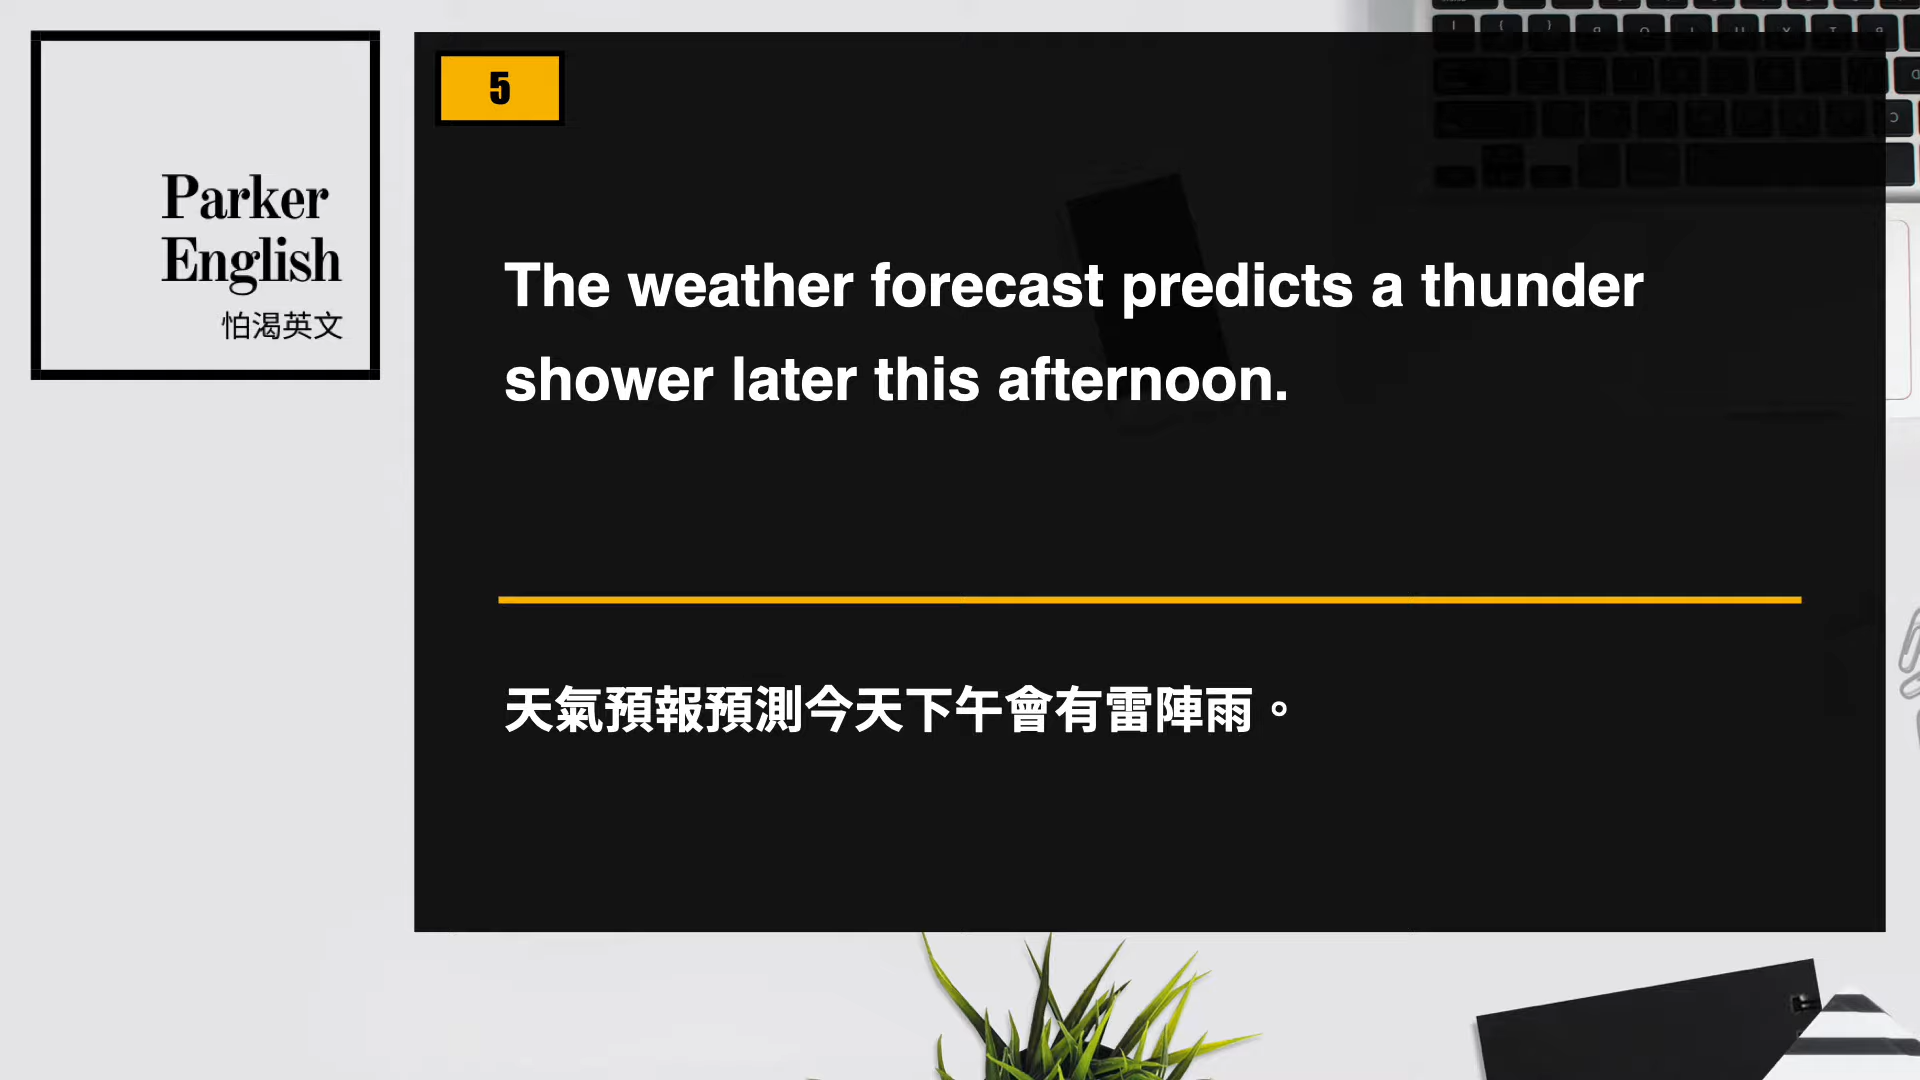 Parker
English
怕渴英文
5
The weather forecast predicts a thunder
shower later this afternoon.
天氣預報預測今天下午會有雷陣雨。